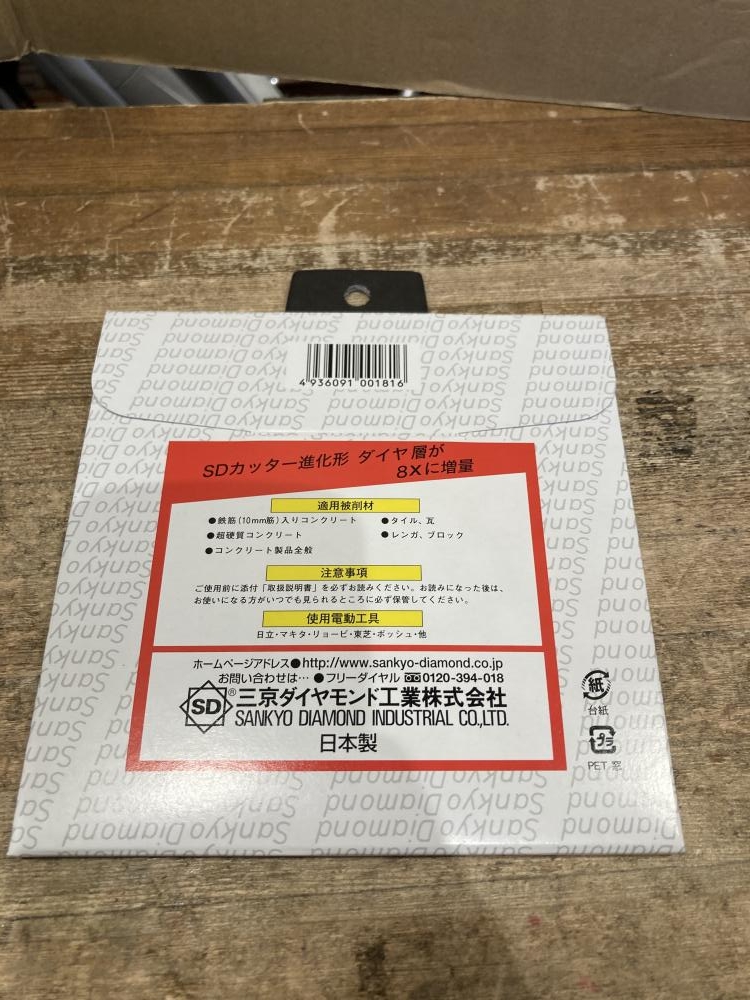 4 936091 001816
SDカッター進化形 ダイヤ層が
8Xに増量
適用被削材
●鉄筋(10mm筋)入りコンクリート
●タイル、瓦
●超硬質コンクリート
●レンガ、ブロック
●コンクリート製品全般
注意事項
ご使用前に添付「取扱説明書」を必ずお読みください。お読みになった後は、
お使いになる方がいつでも見られるところに必ず保管してください。
使用電動工具
日立・マキタ・リョービ・東芝・ボッシュ・他
ホームページアドレス●http://www.sankyo-diamond.co.jp
お問い合わせは…●フリーダイヤル 0120-394-018
SD® 三京ダイヤモンド工業株式会社
SANKYO DIAMOND INDUSTRIAL CO.,LTD.
日本製
紙
台紙
プラ
PET 窓
Sankyo Diamond